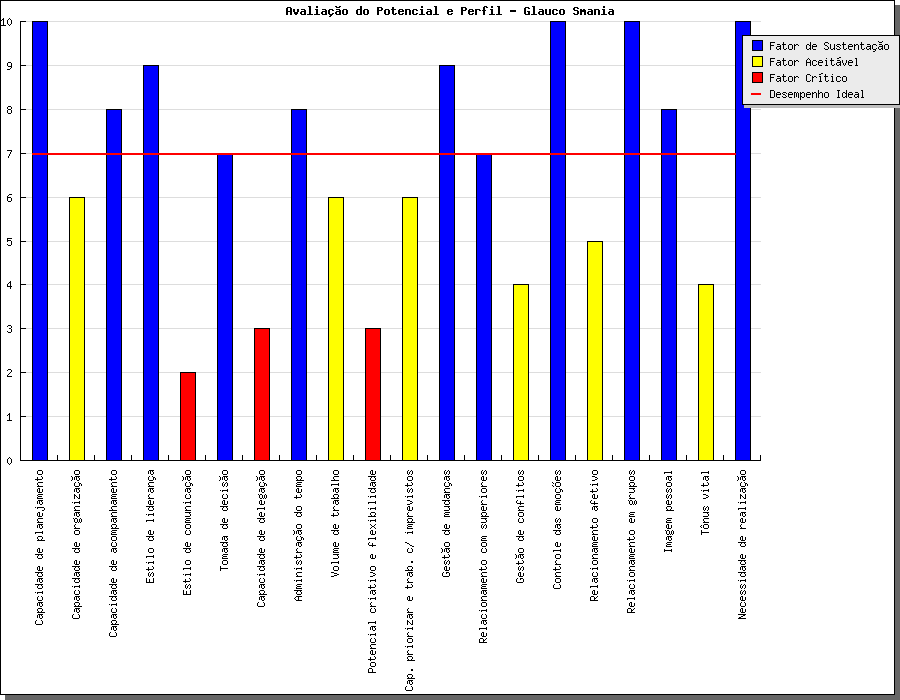 Avaliação do Potencial e Perfil - Glauco Smania
Fator de Sustentação
Fator Aceitável
Fator Crítico
Desempenho Ideal
10
9
8
7
6
5
4
3
2
1
0
Capacidade de planejamento
Capacidade de organização
Capacidade de acompanhamento
Estilo de liderança
Estilo de comunicação
Tomada de decisão
Capacidade de delegação
Administração do tempo
Volume de trabalho
Potencial criativo e flexibilidade
Cap. priorizar e trab. c/ imprevistos
Gestão de mudanças
Relacionamento com superiores
Gestão de conflitos
Controle das emoções
Relacionamento afetivo
Relacionamento em grupos
Imagem pessoal
Tônus vital
Necessidade de realização